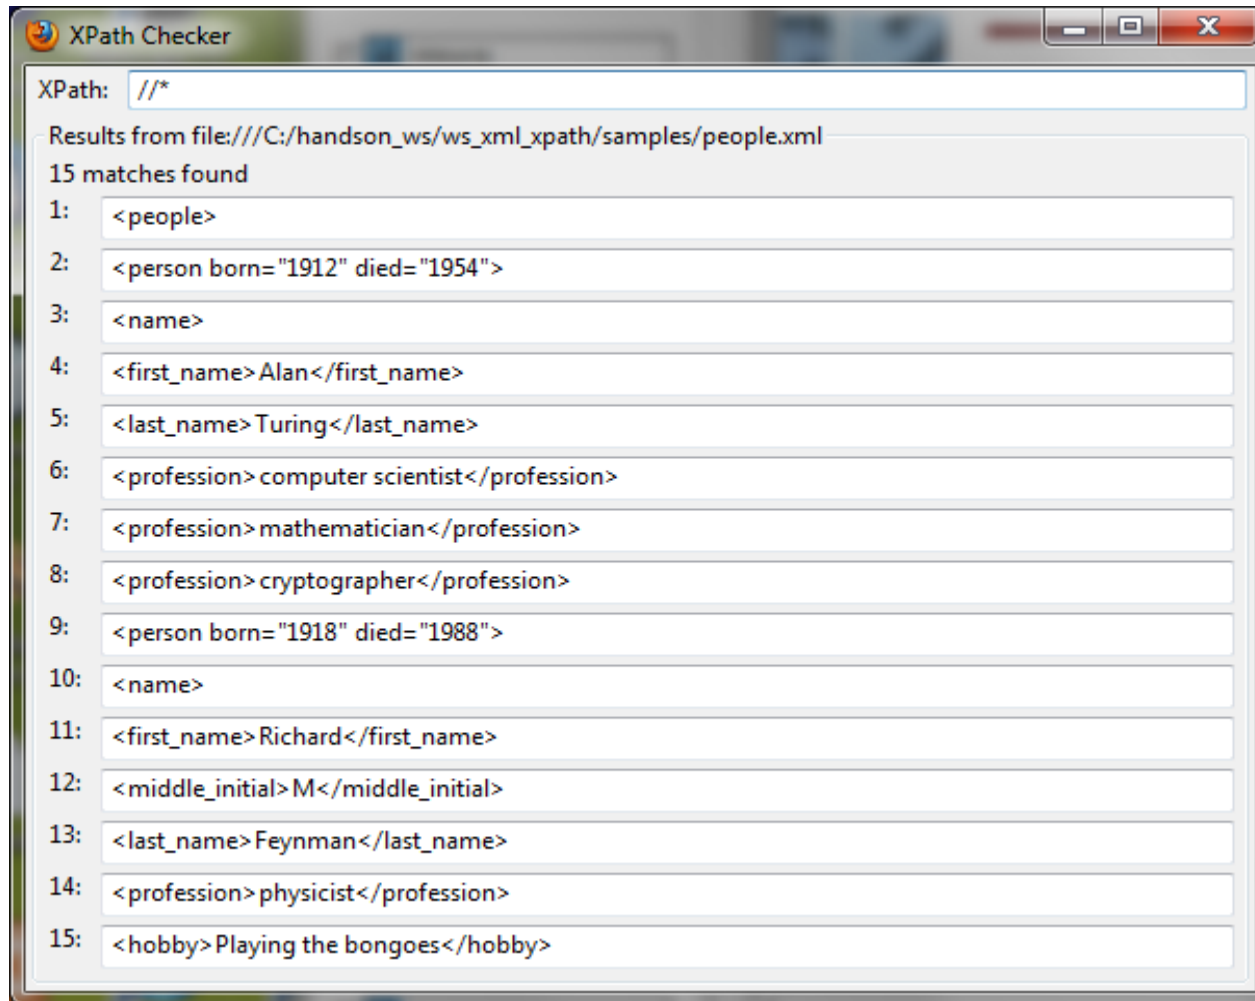 XPath Checker
XPath: //*
Results from file:///C:/handson_ws/ws_xml_xpath/samples/people.xml
15 matches found
1: <people>
2: <person born="1912" died="1954">
3: <name>
4: <first_name>Alan</first_name>
5: <last_name>Turing</last_name>
6: <profession>computer scientist</profession>
7: <profession>mathematician</profession>
8: <profession>cryptographer</profession>
9: <person born="1918" died="1988">
10: <name>
11: <first_name>Richard</first_name>
12: <middle_initial>M</middle_initial>
13: <last_name>Feynman</last_name>
14: <profession>physicist</profession>
15: <hobby>Playing the bongoes</hobby>